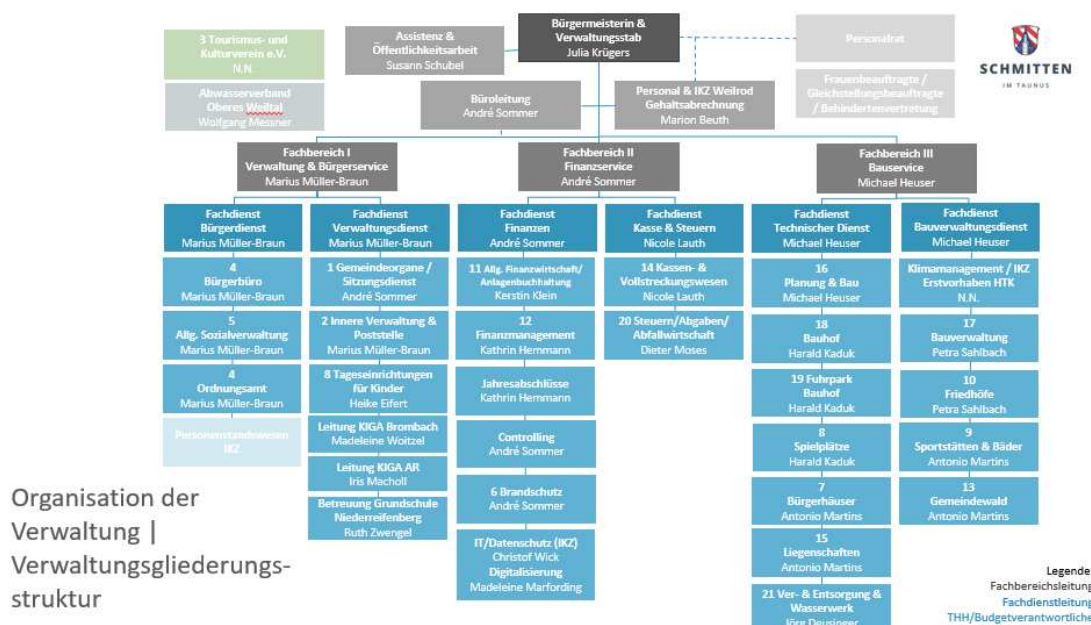 3 Tourismus- und
Kulturverein e.V.
N.N.
Abwasserverband
Oberes Weiltal
Wolfgang Messner
Assistenz &
Öffentlichkeitsarbeit
Susann Schubel
Bürgermeisterin &
Verwaltungsstab
Julia Krügers
Personalrat
Frauenbeauftragte /
Gleichstellungsbeauftragte
/ Behindertenvertretung
SCHMITTEN
IM TAUNUS
Büroleitung
André Sommer
Personal & IKZ Weilrod
Gehaltsabrechnung
Marion Beuth
Fachbereich I
Verwaltung & Bürgerservice
Marius Müller-Braun
Fachbereich II
Finanzservice
André Sommer
Fachbereich III
Bauservice
Michael Heuser
Fachdienst
Bürgerdienst
Marius Müller-Braun
4
Bürgerbüro
Marius Müller-Braun
5
Allg. Sozialverwaltung
Marius Müller-Braun
4
Ordnungsamt
Marius Müller-Braun
Personenstandswesen
IKZ
Fachdienst
Verwaltungsdienst
Marius Müller-Braun
1 Gemeindeorgane /
Sitzungsdienst
André Sommer
2 Innere Verwaltung &
Poststelle
Marius Müller-Braun
8 Tageseinrichtungen
für Kinder
Heike Eifert
Leitung KIGA Brombach
Madeleine Woitzel
Leitung KIGA AR
Iris Macholl
Betreuung Grundschule
Niederreifenberg
Ruth Zwengel
Fachdienst
Finanzen
André Sommer
11 Allg. Finanzwirtschaft/
Anlagenbuchhaltung
Kerstin Klein
12
Finanzmanagement
Kathrin Hemmann
Jahresabschlüsse
Kathrin Hemmann
Controlling
André Sommer
6 Brandschutz
André Sommer
IT/Datenschutz (IKZ)
Christof Wick
Digitalisierung
Madeleine Marfording
Fachdienst
Kasse & Steuern
Nicole Lauth
14 Kassen- &
Vollstreckungswesen
Nicole Lauth
20 Steuern/Abgaben/
Abfallwirtschaft
Dieter Moses
Fachdienst
Technischer Dienst
Michael Heuser
16
Planung & Bau
Michael Heuser
18
Bauhof
Harald Kaduk
19 Fuhrpark
Bauhof
Harald Kaduk
8
Spielplätze
Harald Kaduk
7
Bürgerhäuser
Antonio Martins
15
Liegenschaften
Antonio Martins
21 Ver- & Entsorgung &
Wasserwerk
Jörg Deusinger
Fachdienst
Bauverwaltungsdienst
Michael Heuser
Klimamanagement / IKZ
Erstvorhaben HTK
N.N.
17
Bauverwaltung
Petra Sahlbach
10
Friedhöfe
Petra Sahlbach
9
Sportstätten & Bäder
Antonio Martins
13
Gemeindewald
Antonio Martins
Organisation der
Verwaltung |
Verwaltungsgliederungs-
struktur
Legende
Fachbereichsleitung
Fachdienstleitung
THH/Budgetverantwortliche